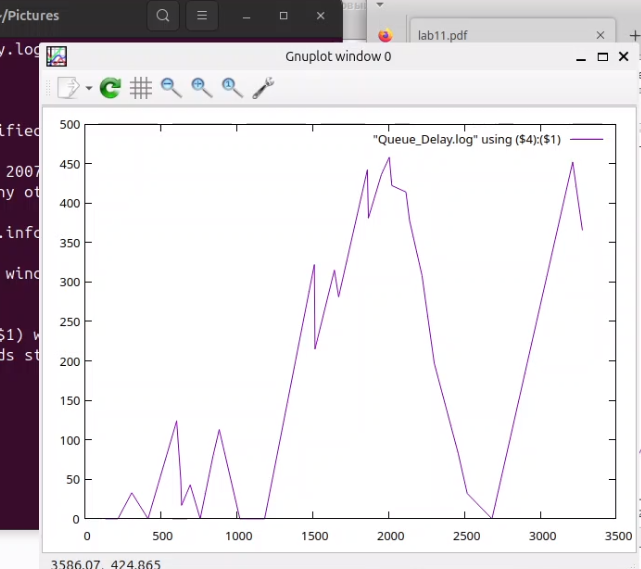 ~/Pictures
lab11.pdf
y.log
Gnuplot window 0
ified
2007
ny ot
.info
wind
$1) w
ds st
"Queue_Delay.log" using ($4):($1)
500
450
400
350
300
250
200
150
100
50
0
0 500 1000 1500 2000 2500 3000 3500
3586.07, 424.865